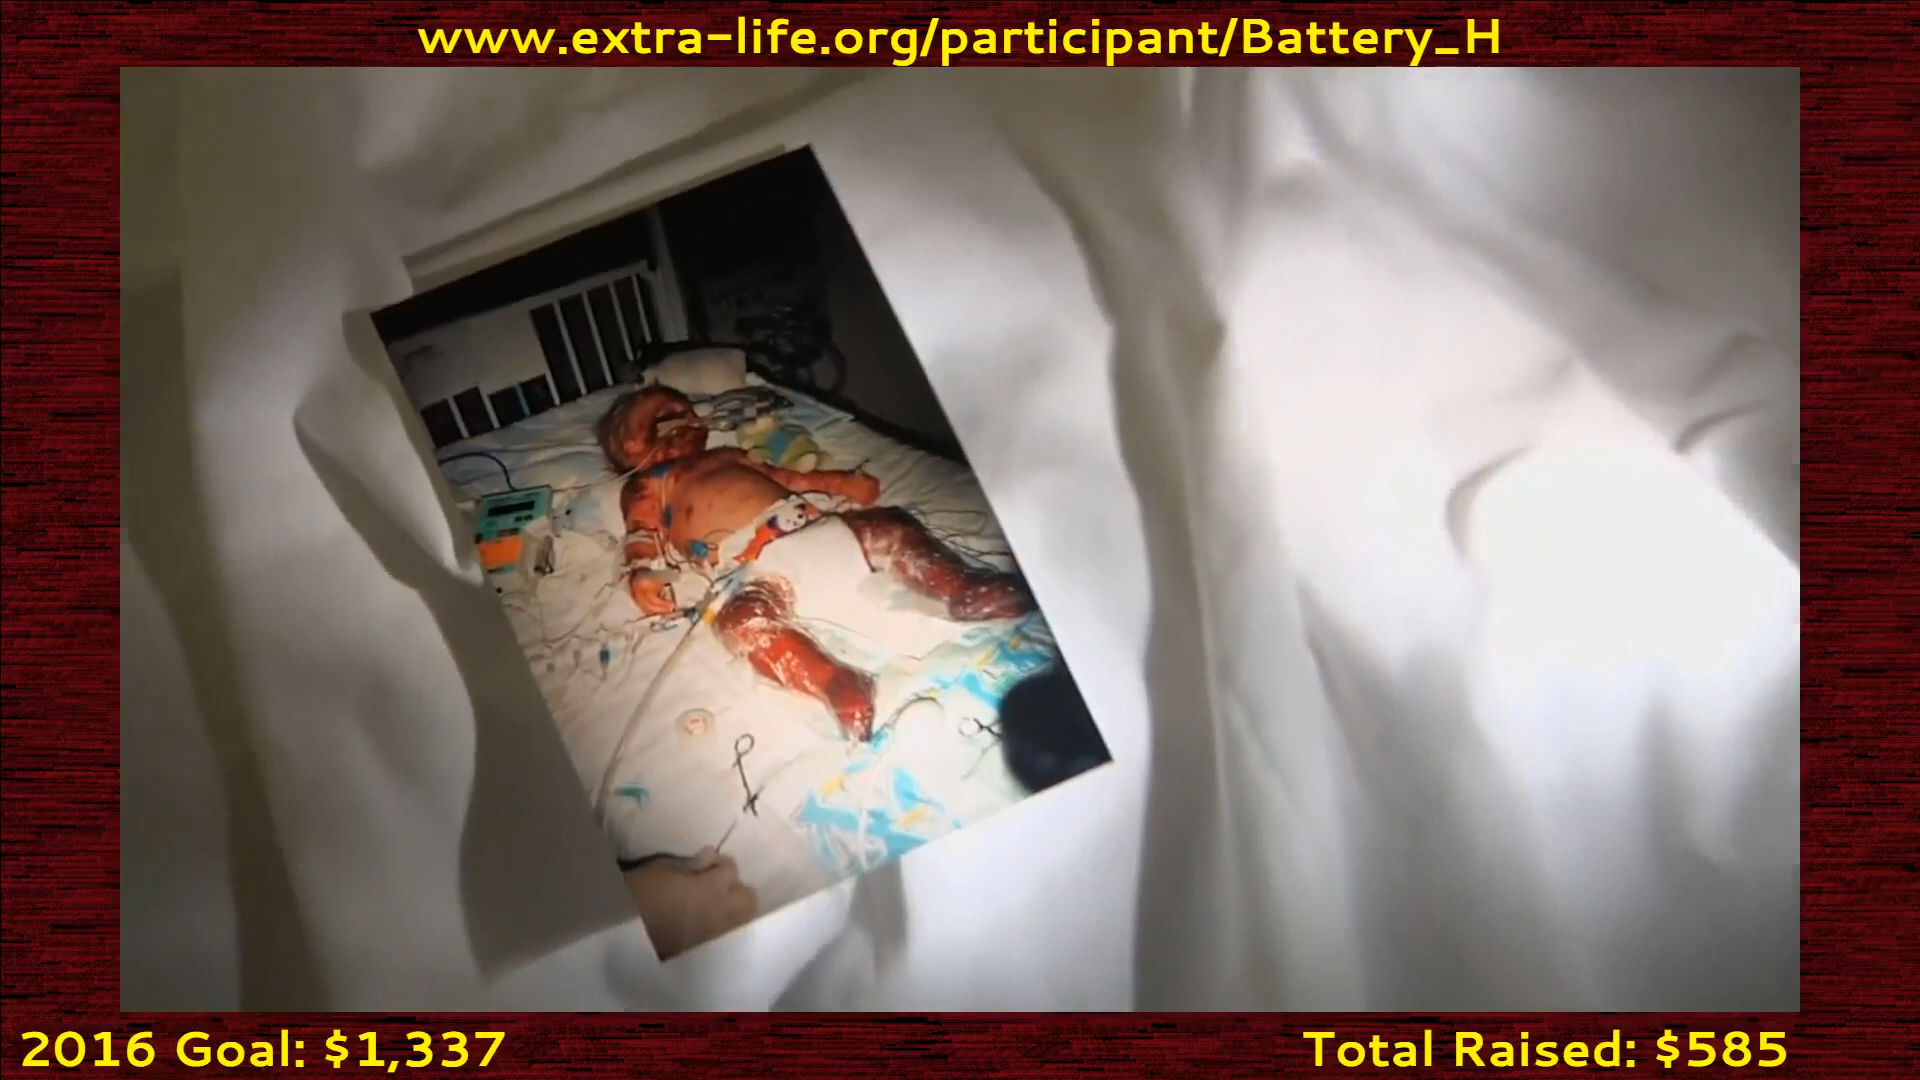 www.extra-life.org/participant/Battery_H
2016 Goal: $1,337
Total Raised: $585